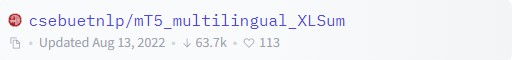 csebuetnlp/mT5_multilingual_XLSum
• Updated Aug 13, 2022 • ↓ 63.7k • ♡ 113